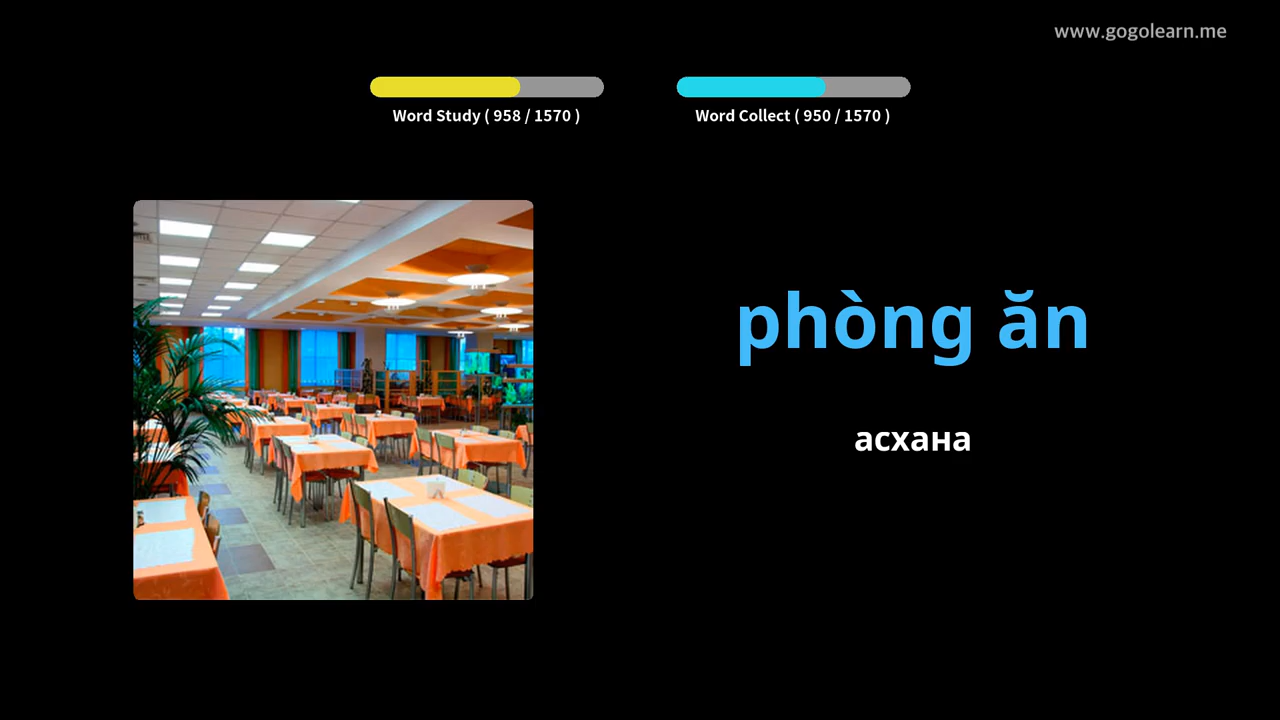 www.gogolearn.me
Word Study ( 958 / 1570 )
Word Collect ( 950 / 1570 )
phòng ăn
асхана